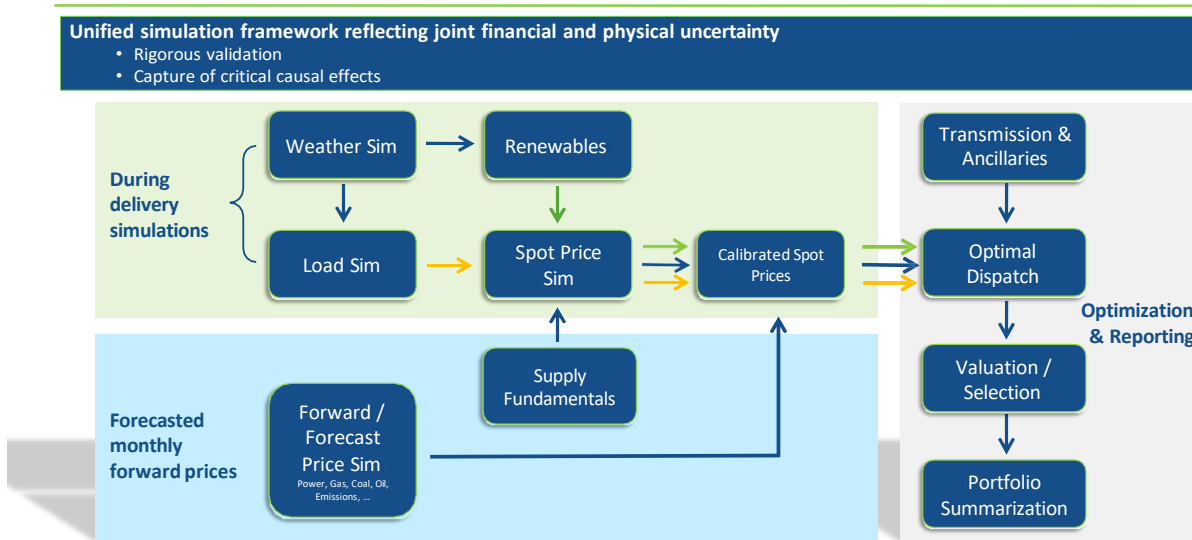 Unified simulation framework reflecting joint financial and physical uncertainty
• Rigorous validation
• Capture of critical causal effects
During
delivery
simulations
Weather Sim
Renewables
Load Sim
Spot Price
Sim
Calibrated Spot
Prices
Forecasted
monthly
forward prices
Forward /
Forecast
Price Sim
Power, Gas, Coal, Oil,
Emissions, ...
Supply
Fundamentals
Transmission &
Ancillaries
Optimal
Dispatch
Optimization
& Reporting
Valuation /
Selection
Portfolio
Summarization